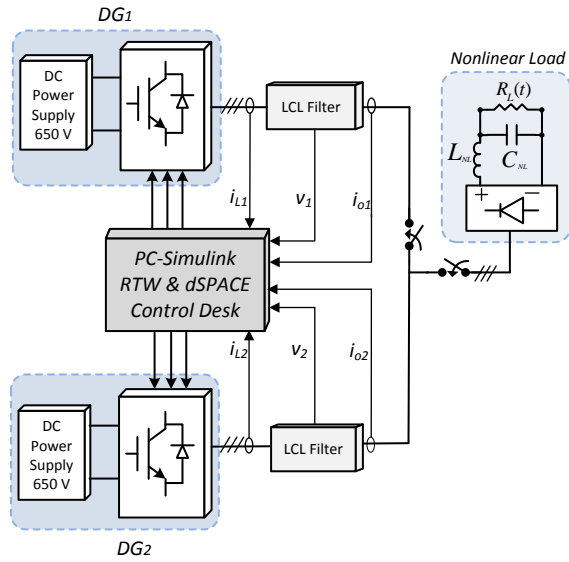 DG1
DC
Power
Supply
650 V
LCL Filter
Nonlinear Load
RL(t)
LNL
CNL
+ −
iL1
v1
io1
PC-Simulink
RTW & dSPACE
Control Desk
iL2
v2
io2
DC
Power
Supply
650 V
LCL Filter
DG2